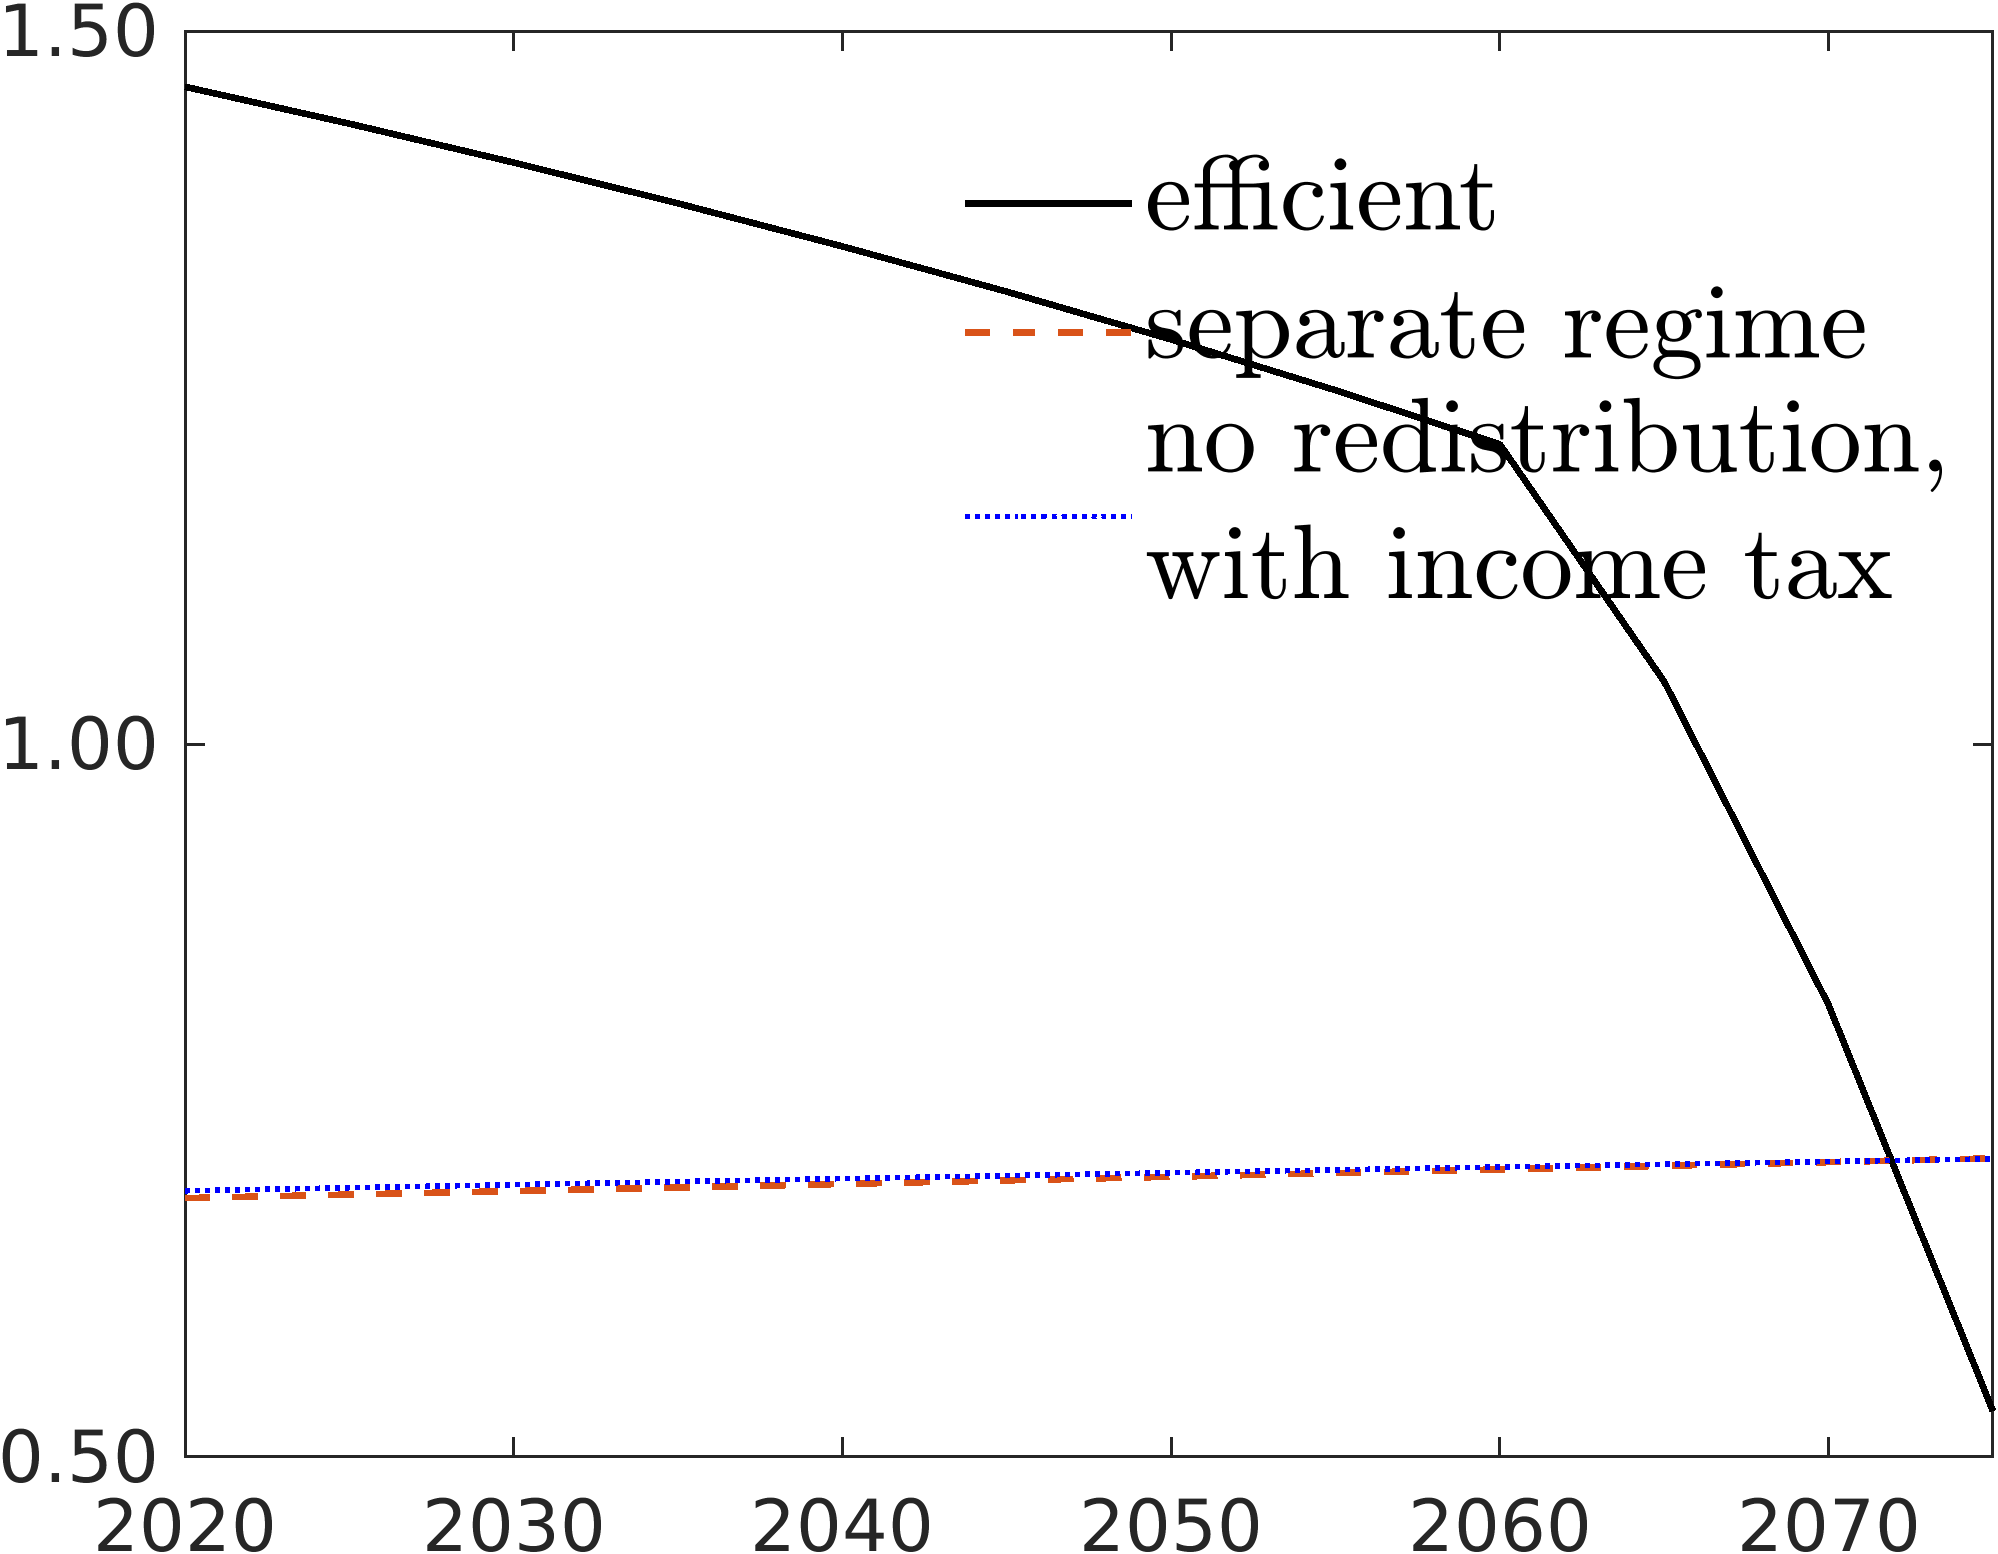 1.50
efficient
separate regime
no redistribution,
with income tax
1.00
0.50
2020 2030 2040 2050 2060 2070